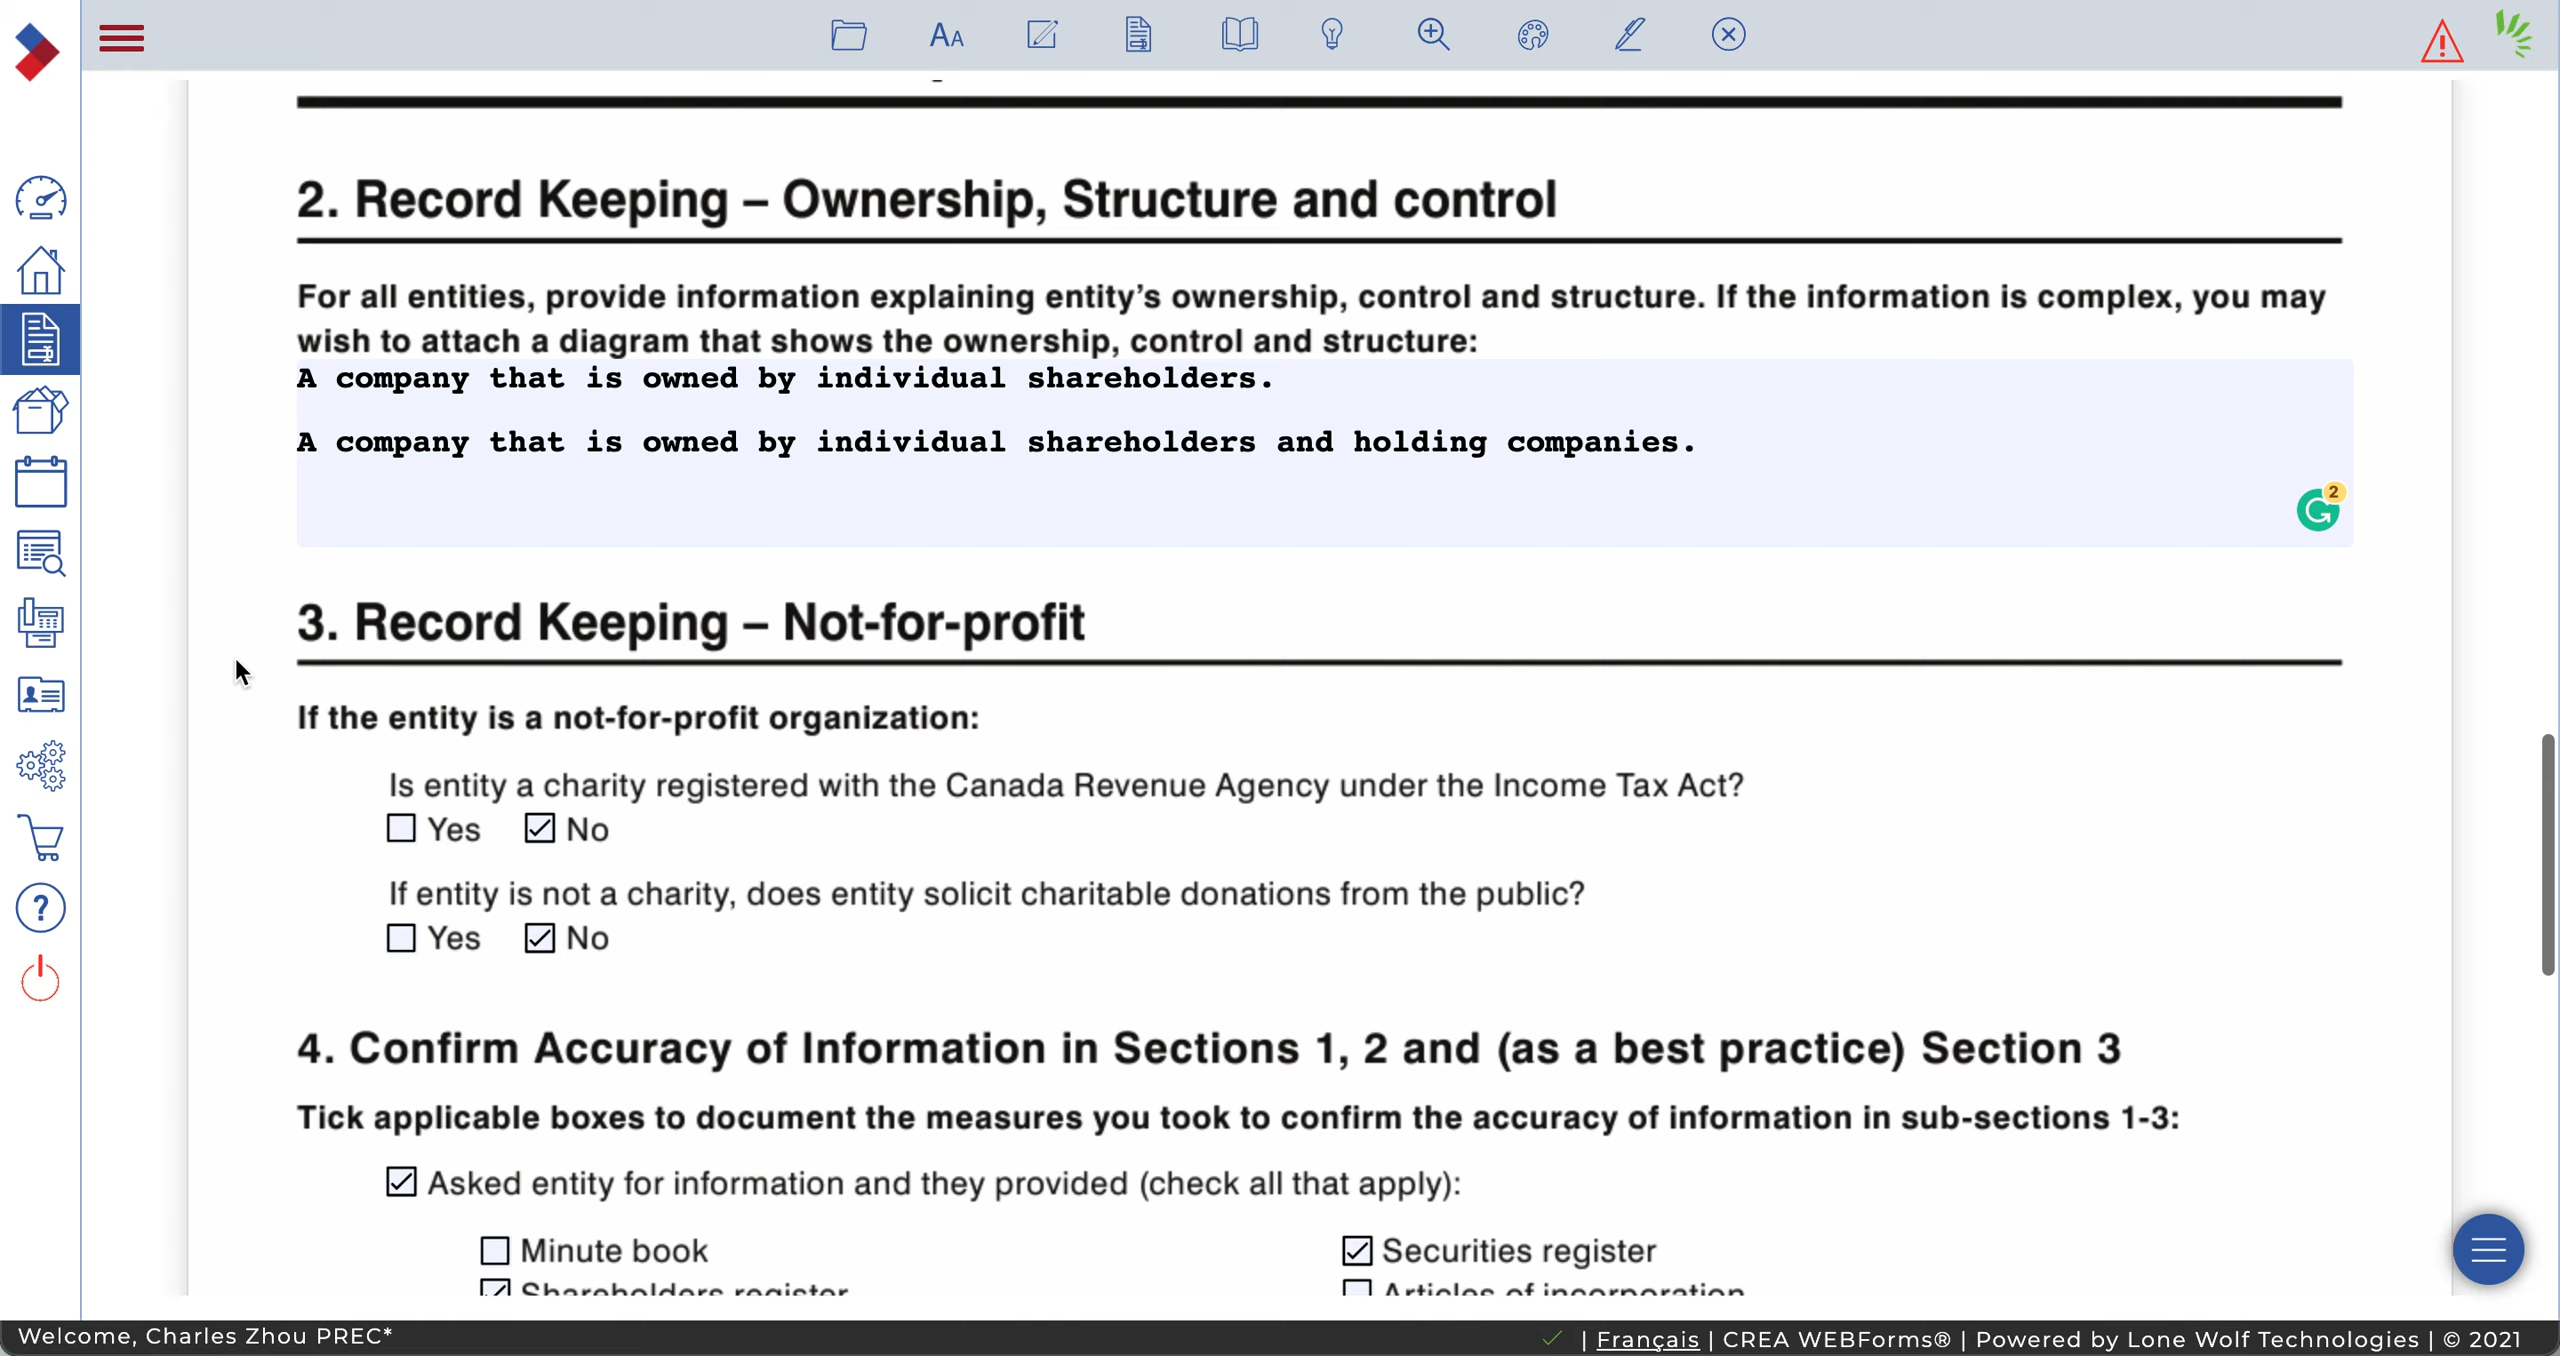 2. Record Keeping – Ownership, Structure and control
For all entities, provide information explaining entity's ownership, control and structure. If the information is complex, you may
wish to attach a diagram that shows the ownership, control and structure:
A company that is owned by individual shareholders.
A company that is owned by individual shareholders and holding companies.
2
3. Record Keeping – Not-for-profit
If the entity is a not-for-profit organization:
Is entity a charity registered with the Canada Revenue Agency under the Income Tax Act?
Yes No
If entity is not a charity, does entity solicit charitable donations from the public?
Yes No
4. Confirm Accuracy of Information in Sections 1, 2 and (as a best practice) Section 3
Tick applicable boxes to document the measures you took to confirm the accuracy of information in sub-sections 1-3:
Asked entity for information and they provided (check all that apply):
Minute book Securities register
Shareholders register Articles of incorporation
Welcome, Charles Zhou PREC* | Français | CREA WEBForms® | Powered by Lone Wolf Technologies | © 2021